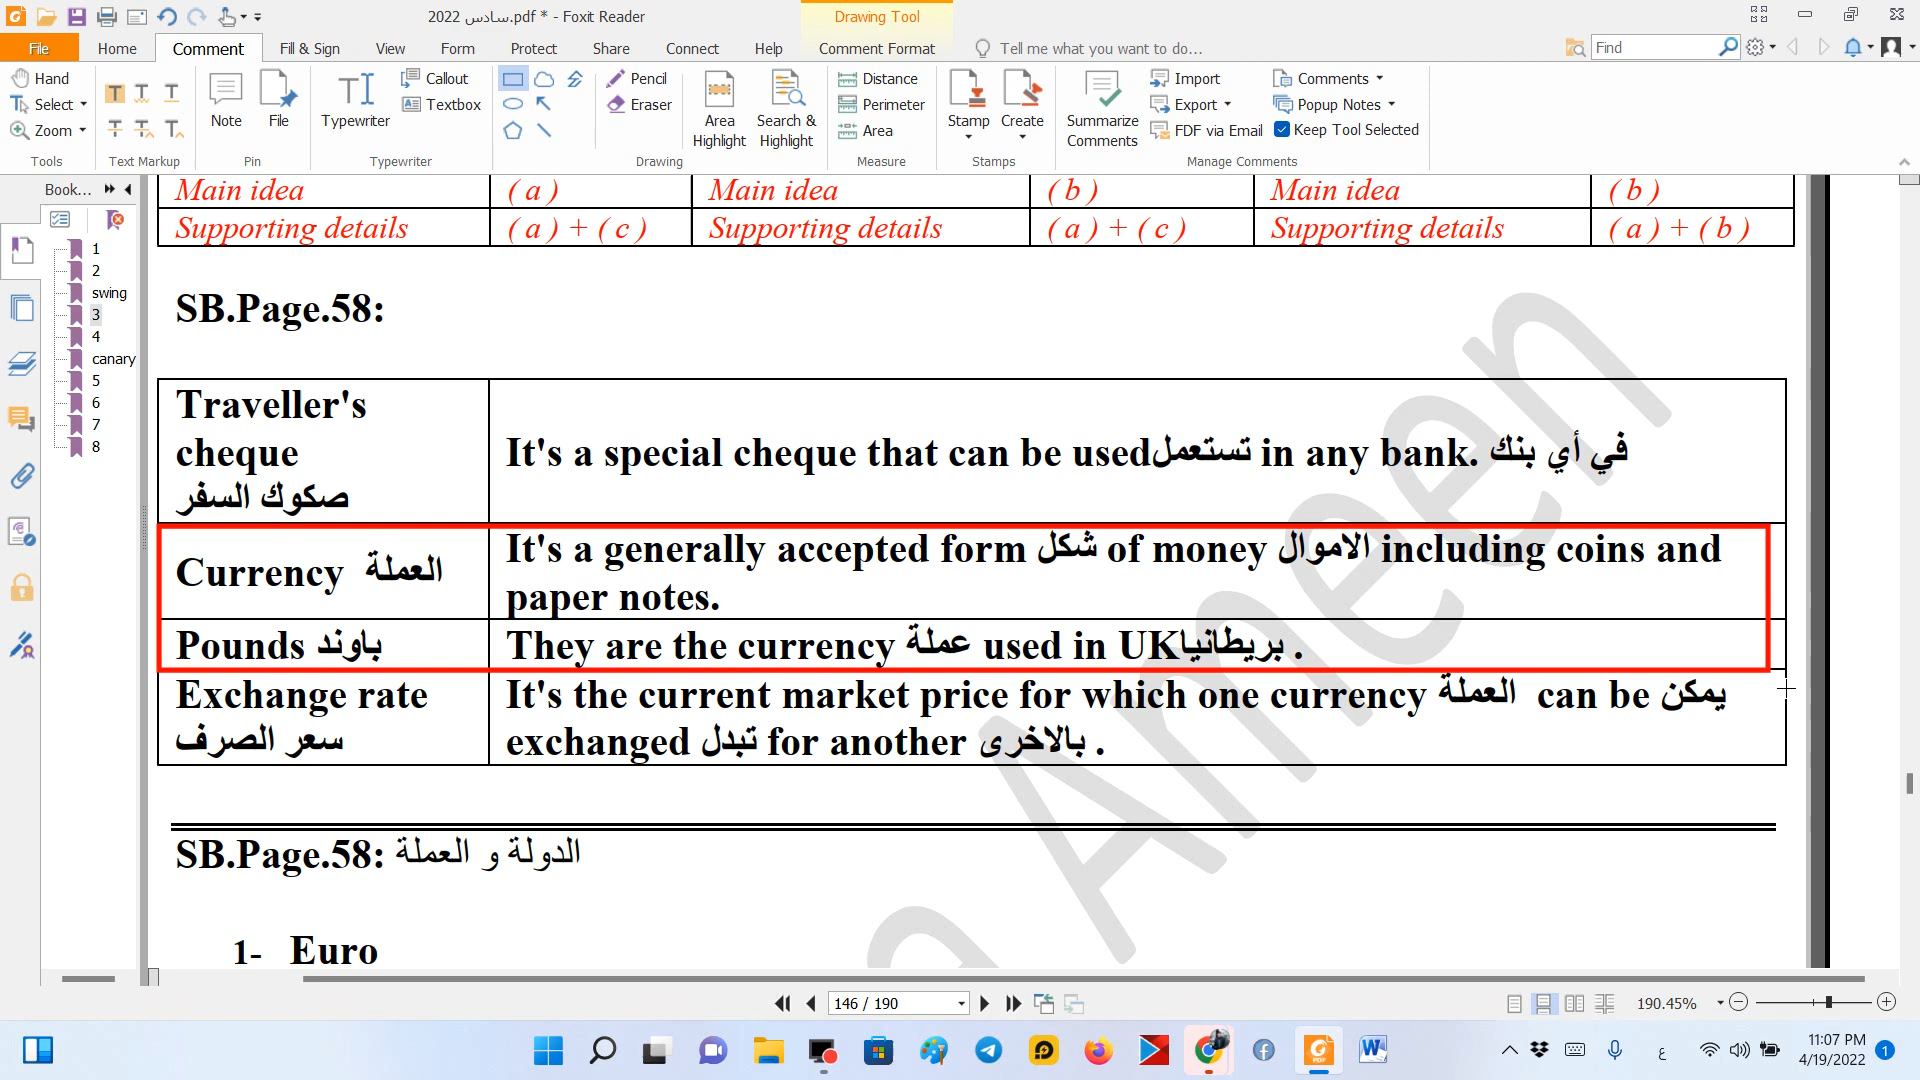 سادس 2022.pdf * - Foxit Reader
Drawing Tool
File Home Comment Fill & Sign View Form Protect Share Connect Help Comment Format Tell me what you want to do... Find
Hand
Select
Zoom
Tools
Text Markup
Note
File
Pin
Typewriter
Callout
Textbox
Typewriter
Pencil
Eraser
Area Highlight
Search & Highlight
Drawing
Distance
Perimeter
Area
Measure
Stamp
Create
Stamps
Summarize Comments
Import
Export
FDF via Email
Comments
Popup Notes
Keep Tool Selected
Manage Comments
Book...
1
2
swing
3
4
canary
5
6
7
8
Main idea ( a ) Main idea ( b ) Main idea ( b )
Supporting details ( a ) + ( c ) Supporting details ( a ) + ( c ) Supporting details ( a ) + ( b )
SB.Page.58:
Traveller's
cheque
صكوك السفر
It's a special cheque that can be used تستعمل in any bank. في أي بنك
Currency العملة
It's a generally accepted form شكل of money الاموال including coins and
paper notes.
Pounds باوند
They are the currency عملة used in UK بريطانيا .
Exchange rate
سعر الصرف
It's the current market price for which one currency العملة can be يمكن
exchanged تبدل for another بالاخرى .
SB.Page.58: الدولة و العملة
1- Euro
a Ameen
146 / 190
190.45%
ع
11:07 PM
4/19/2022
1